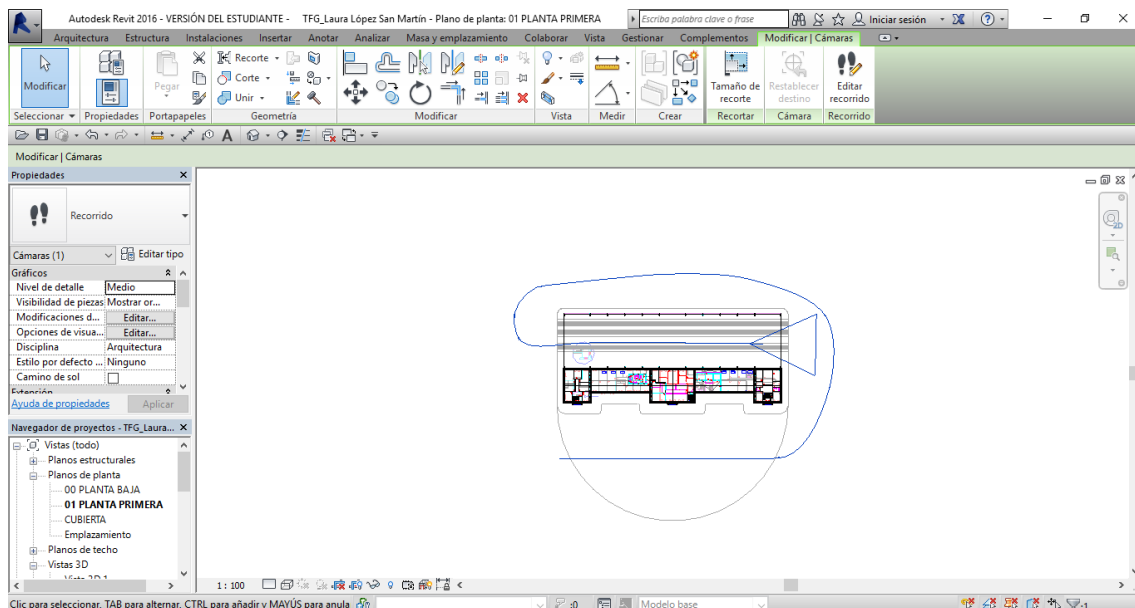 Autodesk Revit 2016 - VERSIÓN DEL ESTUDIANTE - TFG_Laura López San Martín - Plano de planta: 01 PLANTA PRIMERA
Escriba palabra clave o frase
Iniciar sesión
Arquitectura Estructura Instalaciones Insertar Anotar Analizar Masa y emplazamiento Colaborar Vista Gestionar Complementos Modificar | Cámaras
Modificar
Pegar
Recorte
Corte
Unir
Tamaño de recorte
Restablecer destino
Editar recorrido
Seleccionar Propiedades Portapapeles Geometría Modificar Vista Medir Crear Recortar Cámara Recorrido
Modificar | Cámaras
Propiedades
Recorrido
Cámaras (1) Editar tipo
Gráficos
Nivel de detalle Medio
Visibilidad de piezas Mostrar or...
Modificaciones d... Editar...
Opciones de visua... Editar...
Disciplina Arquitectura
Estilo por defecto ... Ninguno
Camino de sol
Extensión
Ayuda de propiedades Aplicar
Navegador de proyectos - TFG_Laura...
Vistas (todo)
Planos estructurales
Planos de planta
00 PLANTA BAJA
01 PLANTA PRIMERA
CUBIERTA
Emplazamiento
Planos de techo
Vistas 3D
Vista 3D 1
2D
1 : 100
Clic para seleccionar, TAB para alternar, CTRL para añadir y MAYÚS para anula
:0
Modelo base
:1